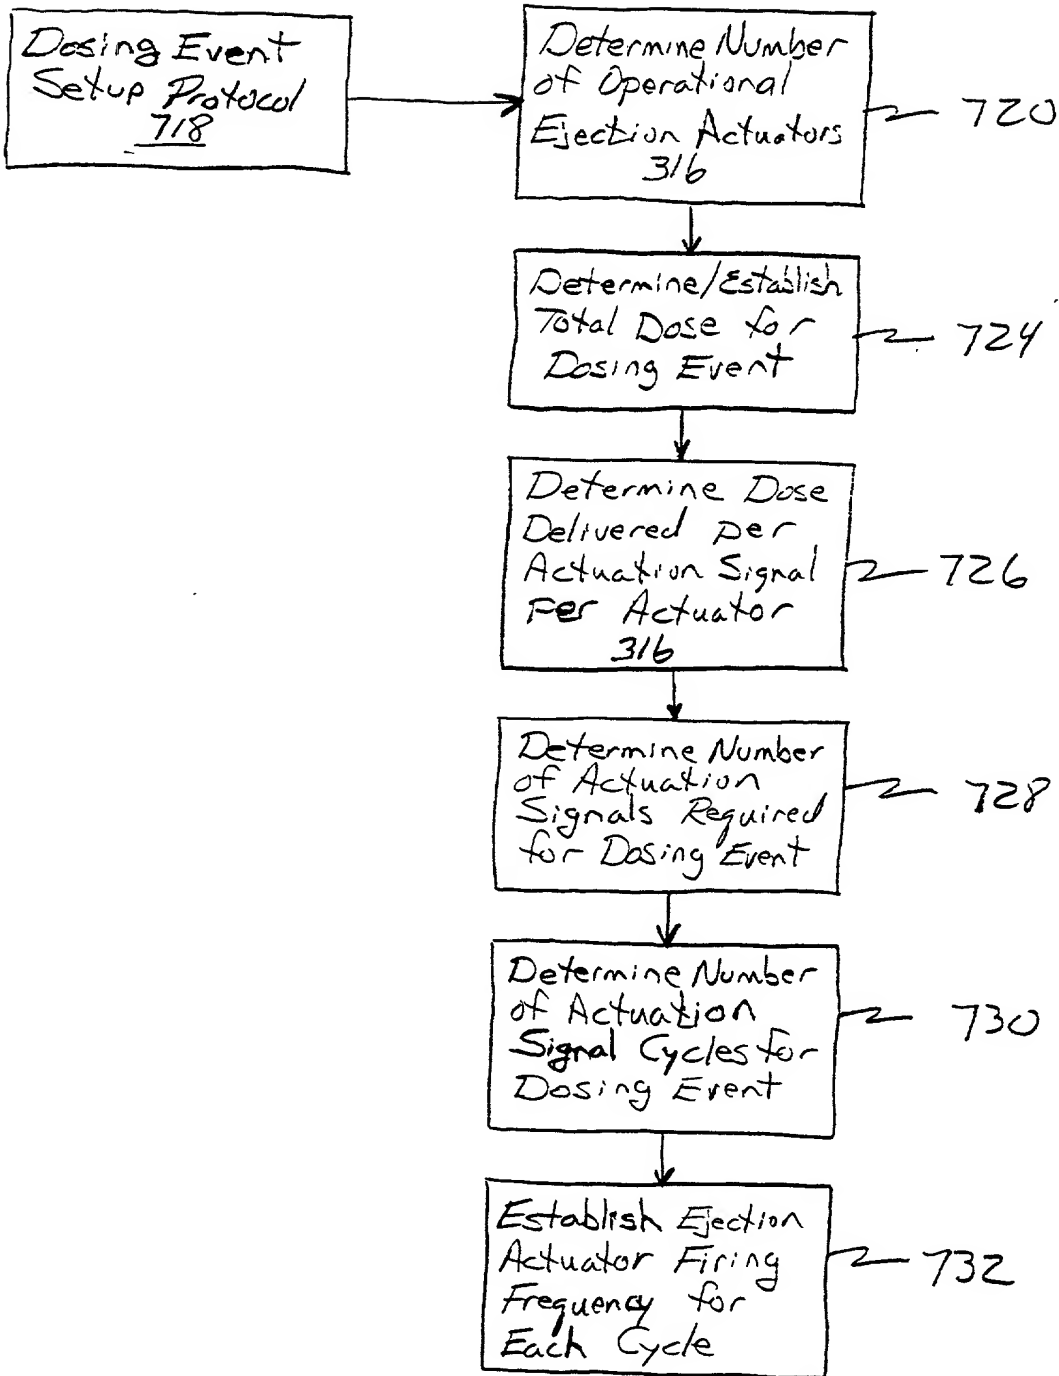 Dosing Event
Setup Protocol
718
Determine Number
of Operational
Ejection Actuators
316
720
Determine/Establish
Total Dose for
Dosing Event
724
Determine Dose
Delivered per
Actuation Signal
per Actuator
316
726
Determine Number
of Actuation
Signals Required
for Dosing Event
728
Determine Number
of Actuation
Signal Cycles for
Dosing Event
730
Establish Ejection
Actuator Firing
Frequency for
Each Cycle
732